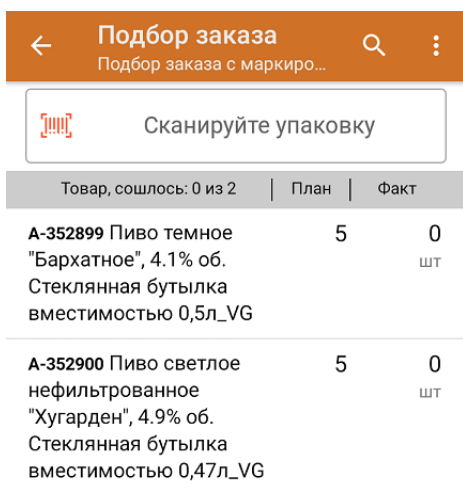 Подбор заказа
Подбор заказа с маркиро...
Сканируйте упаковку
Товар, сошлось: 0 из 2 | План | Факт
А-352899 Пиво темное 5 0
"Бархатное", 4.1% об. шт
Стеклянная бутылка
вместимостью 0,5л_VG
А-352900 Пиво светлое 5 0
нефильтрованное шт
"Хугарден", 4.9% об.
Стеклянная бутылка
вместимостью 0,47л_VG